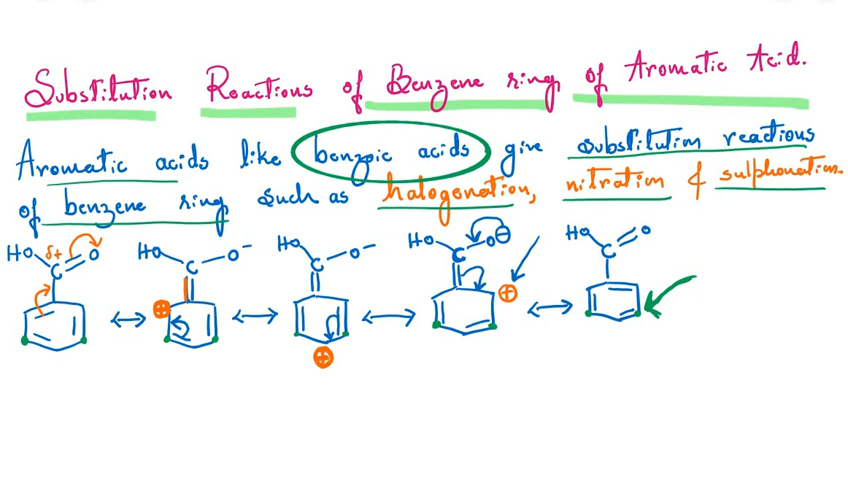 Substitution Reactions of Benzene ring of Aromatic Acid.
Aromatic acids like benzoic acids give substitution reactions
of benzene ring such as halogenation, nitration & sulphonation.
HO C δ+ O ↔ HO C O⁻ ⊕ ↔ HO C O⁻ ⊕ ↔ HO C O⊖ ⊕ ↔ HO C O